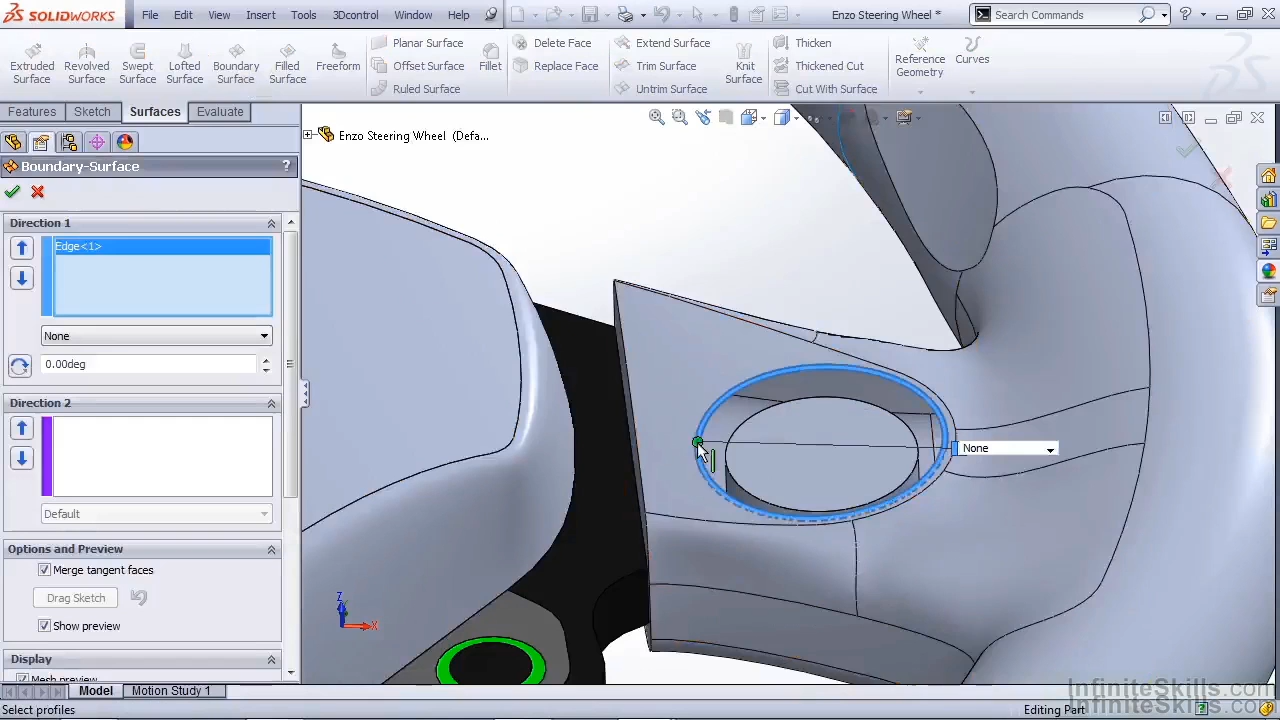 SOLIDWORKS
File Edit View Insert Tools 3Dcontrol Window Help
Enzo Steering Wheel *
Search Commands
?
Extruded Surface
Revolved Surface
Swept Surface
Lofted Surface
Boundary Surface
Filled Surface
Freeform
Planar Surface
Offset Surface
Ruled Surface
Fillet
Delete Face
Replace Face
Extend Surface
Trim Surface
Untrim Surface
Knit Surface
Thicken
Thickened Cut
Cut With Surface
Reference Geometry
Curves
Features Sketch Surfaces Evaluate
Enzo Steering Wheel (Defa...
Boundary-Surface ?
Direction 1
Edge<1>
None
0.00deg
Direction 2
Default
Options and Preview
Merge tangent faces
Drag Sketch
Show preview
Display
Mesh preview
None
Z
X
Model Motion Study 1
Select profiles
Editing Part
InfiniteSkills.com
InfiniteSkills.com